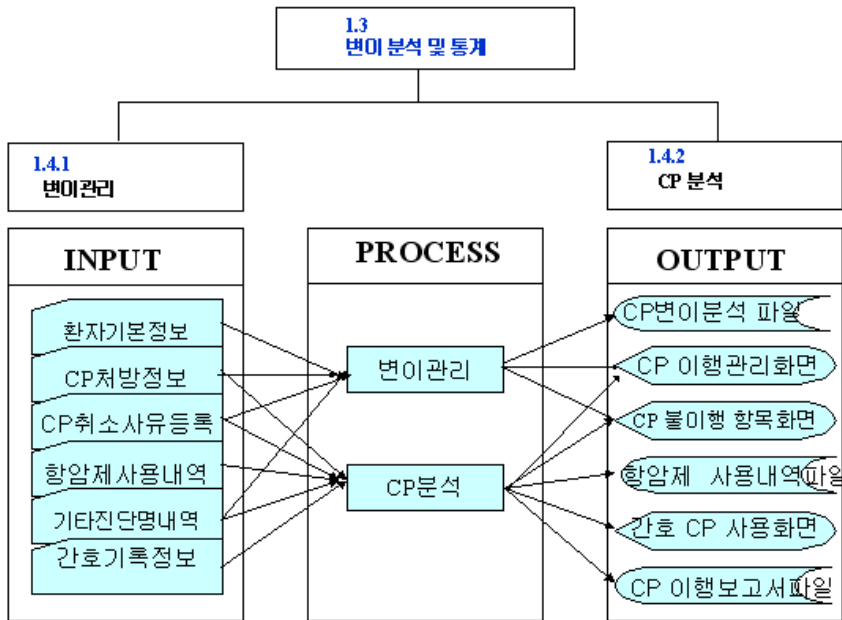 1.3
변이 분석 및 통계
1.4.1
변이관리
1.4.2
CP 분석
INPUT
환자기본정보
CP처방정보
CP취소사유등록
항암제사용내역
기타진단명내역
간호기록정보
PROCESS
변이관리
CP분석
OUTPUT
CP변이분석 파일
CP 이행관리화면
CP 불이행 항목화면
항암제 사용내역파일
간호 CP 사용화면
CP 이행보고서파일